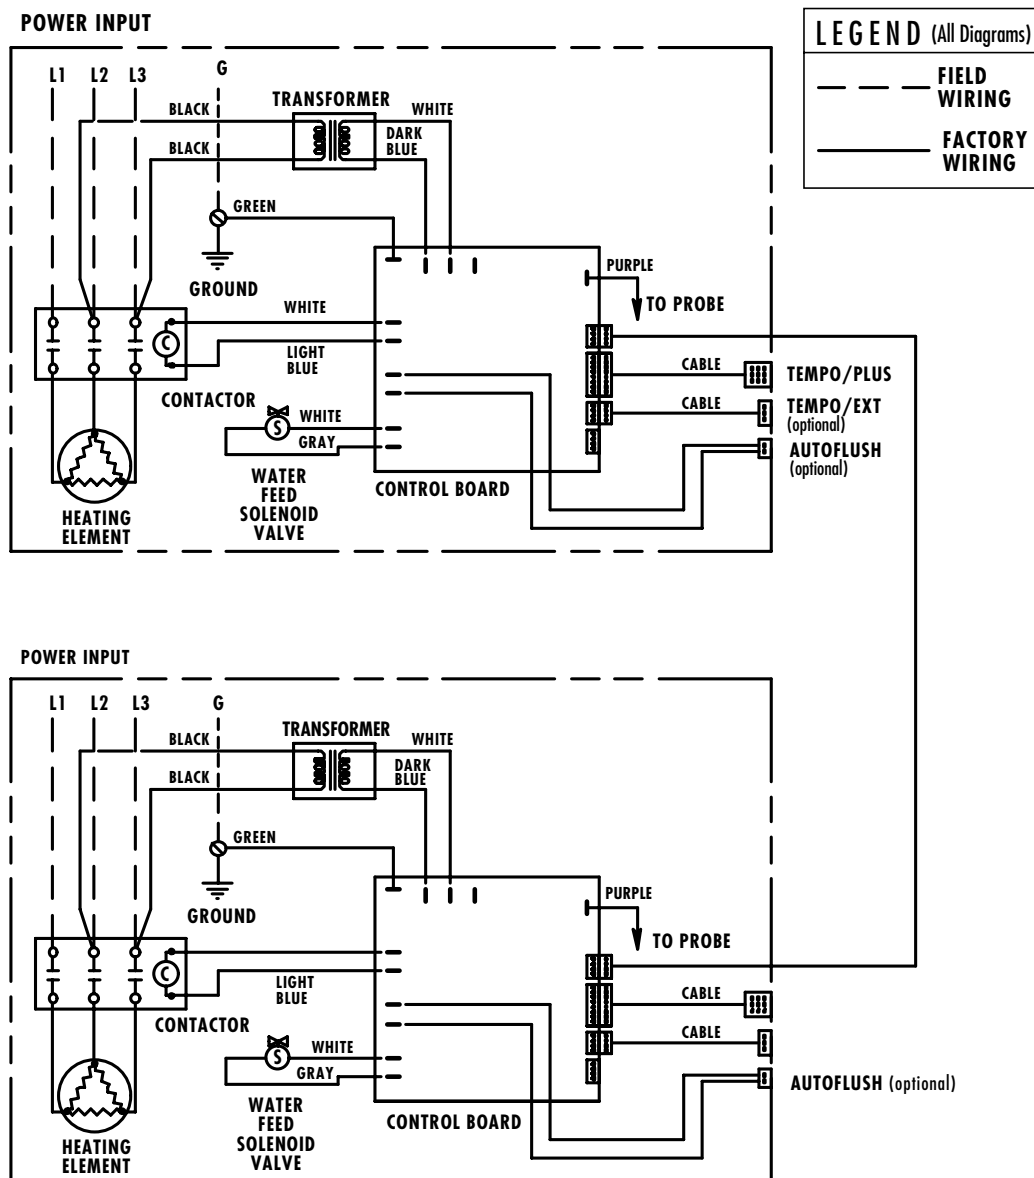 POWER INPUT
LEGEND (All Diagrams)
FIELD
WIRING
FACTORY
WIRING
L1 L2 L3 G
TRANSFORMER
BLACK
WHITE
BLACK
DARK
BLUE
GREEN
GROUND
PURPLE
TO PROBE
WHITE
LIGHT
BLUE
C
CONTACTOR
CABLE
TEMPO/PLUS
CABLE
TEMPO/EXT
(optional)
AUTOFLUSH
(optional)
S
WHITE
GRAY
WATER
FEED
SOLENOID
VALVE
CONTROL BOARD
HEATING
ELEMENT
POWER INPUT
L1 L2 L3 G
TRANSFORMER
BLACK
WHITE
BLACK
DARK
BLUE
GREEN
GROUND
PURPLE
TO PROBE
LIGHT
BLUE
C
CONTACTOR
CABLE
CABLE
S
WHITE
GRAY
AUTOFLUSH (optional)
WATER
FEED
SOLENOID
VALVE
CONTROL BOARD
HEATING
ELEMENT